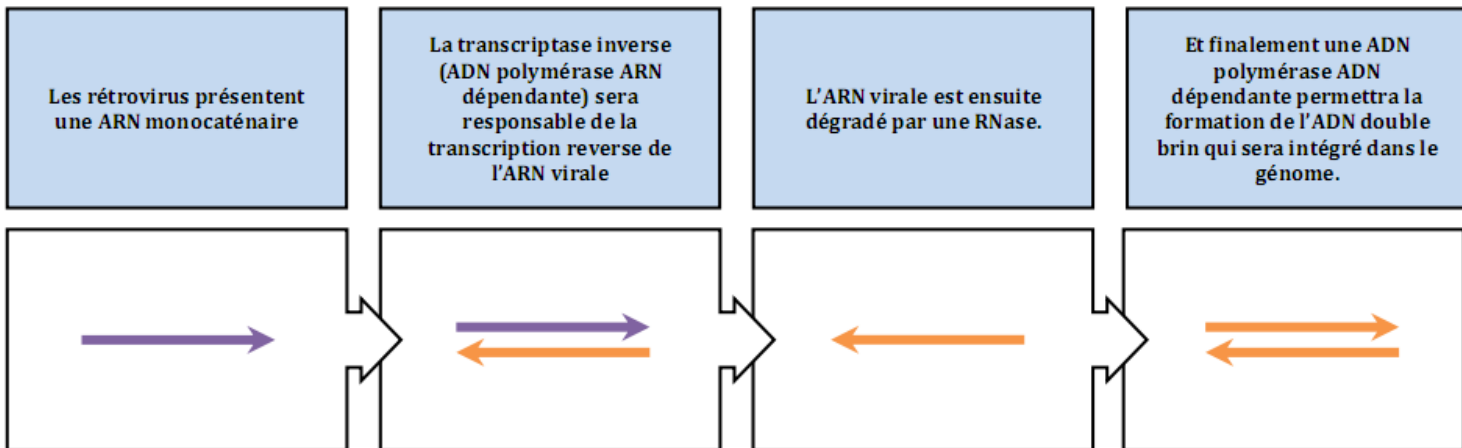 Les rétrovirus présentent
une ARN monocaténaire
La transcriptase inverse
(ADN polymérase ARN
dépendante) sera
responsable de la
transcription reverse de
l'ARN virale
L'ARN virale est ensuite
dégradé par une RNase.
Et finalement une ADN
polymérase ADN
dépendante permettra la
formation de l'ADN double
brin qui sera intégré dans le
génome.